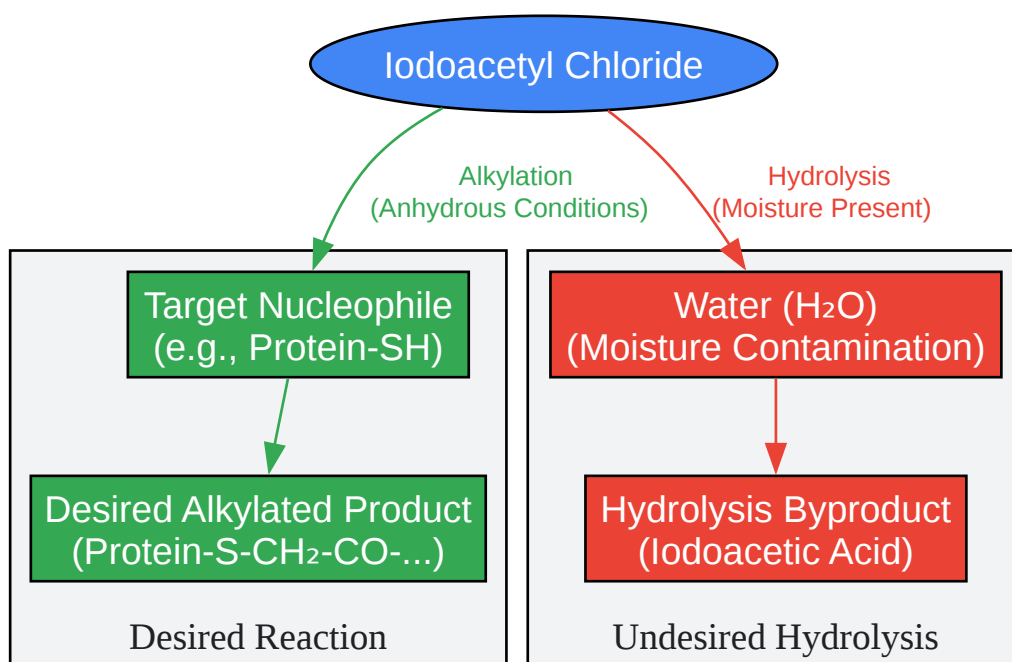 Iodoacetyl Chloride
Alkylation
(Anhydrous Conditions)
Hydrolysis
(Moisture Present)
Target Nucleophile
(e.g., Protein-SH)
Water (H₂O)
(Moisture Contamination)
Desired Alkylated Product
(Protein-S-CH₂-CO-...)
Hydrolysis Byproduct
(Iodoacetic Acid)
Desired Reaction
Undesired Hydrolysis